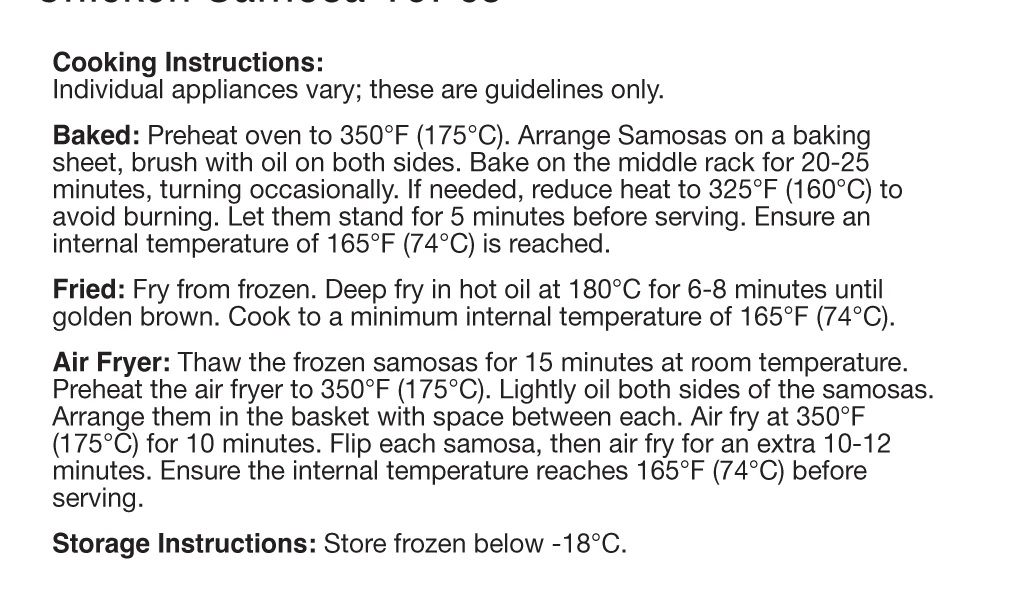 Cooking Instructions:
Individual appliances vary; these are guidelines only.
Baked: Preheat oven to 350°F (175°C). Arrange Samosas on a baking
sheet, brush with oil on both sides. Bake on the middle rack for 20-25
minutes, turning occasionally. If needed, reduce heat to 325°F (160°C) to
avoid burning. Let them stand for 5 minutes before serving. Ensure an
internal temperature of 165°F (74°C) is reached.
Fried: Fry from frozen. Deep fry in hot oil at 180°C for 6-8 minutes until
golden brown. Cook to a minimum internal temperature of 165°F (74°C).
Air Fryer: Thaw the frozen samosas for 15 minutes at room temperature.
Preheat the air fryer to 350°F (175°C). Lightly oil both sides of the samosas.
Arrange them in the basket with space between each. Air fry at 350°F
(175°C) for 10 minutes. Flip each samosa, then air fry for an extra 10-12
minutes. Ensure the internal temperature reaches 165°F (74°C) before
serving.
Storage Instructions: Store frozen below -18°C.